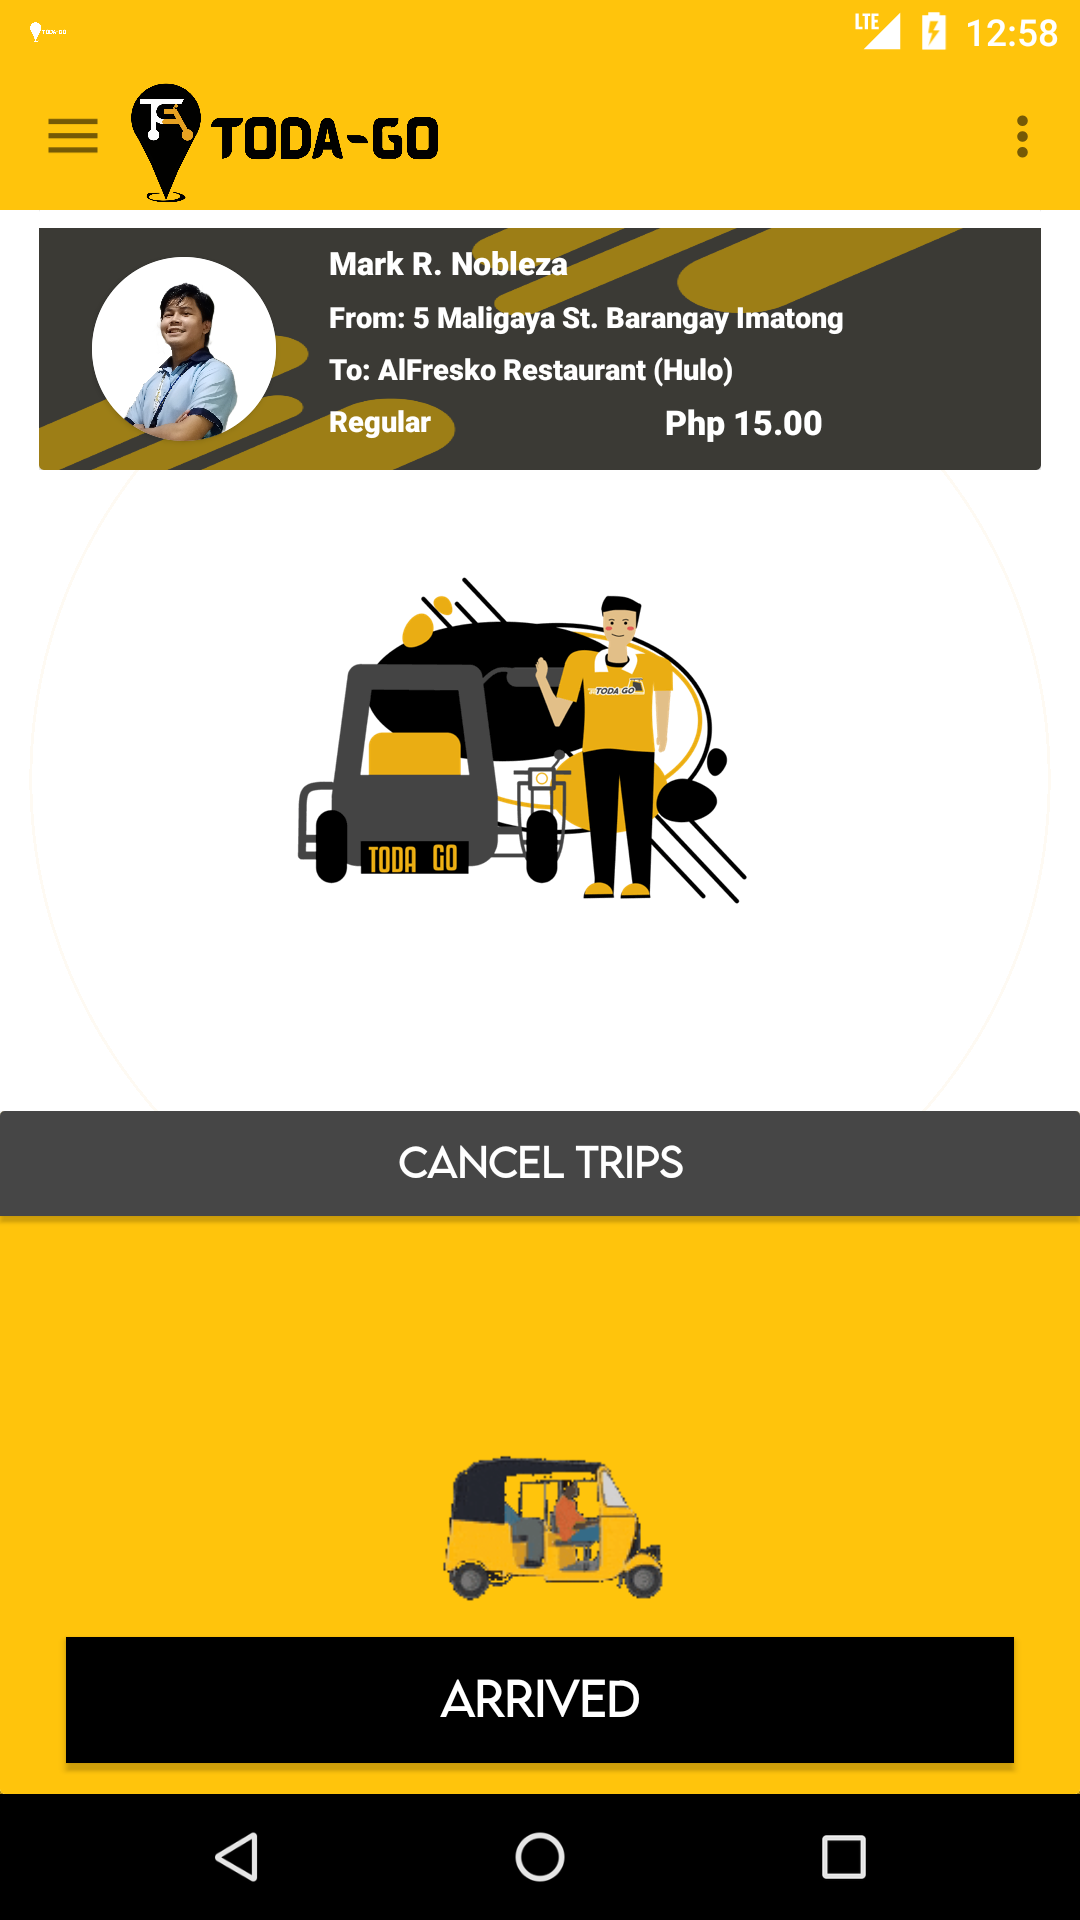 LTE 12:58
TODA-GO
Mark R. Nobleza
From: 5 Maligaya St. Barangay Imatong
To: AlFresko Restaurant (Hulo)
Regular Php 15.00
TODA GO
TODA GO
CANCEL TRIPS
ARRIVED